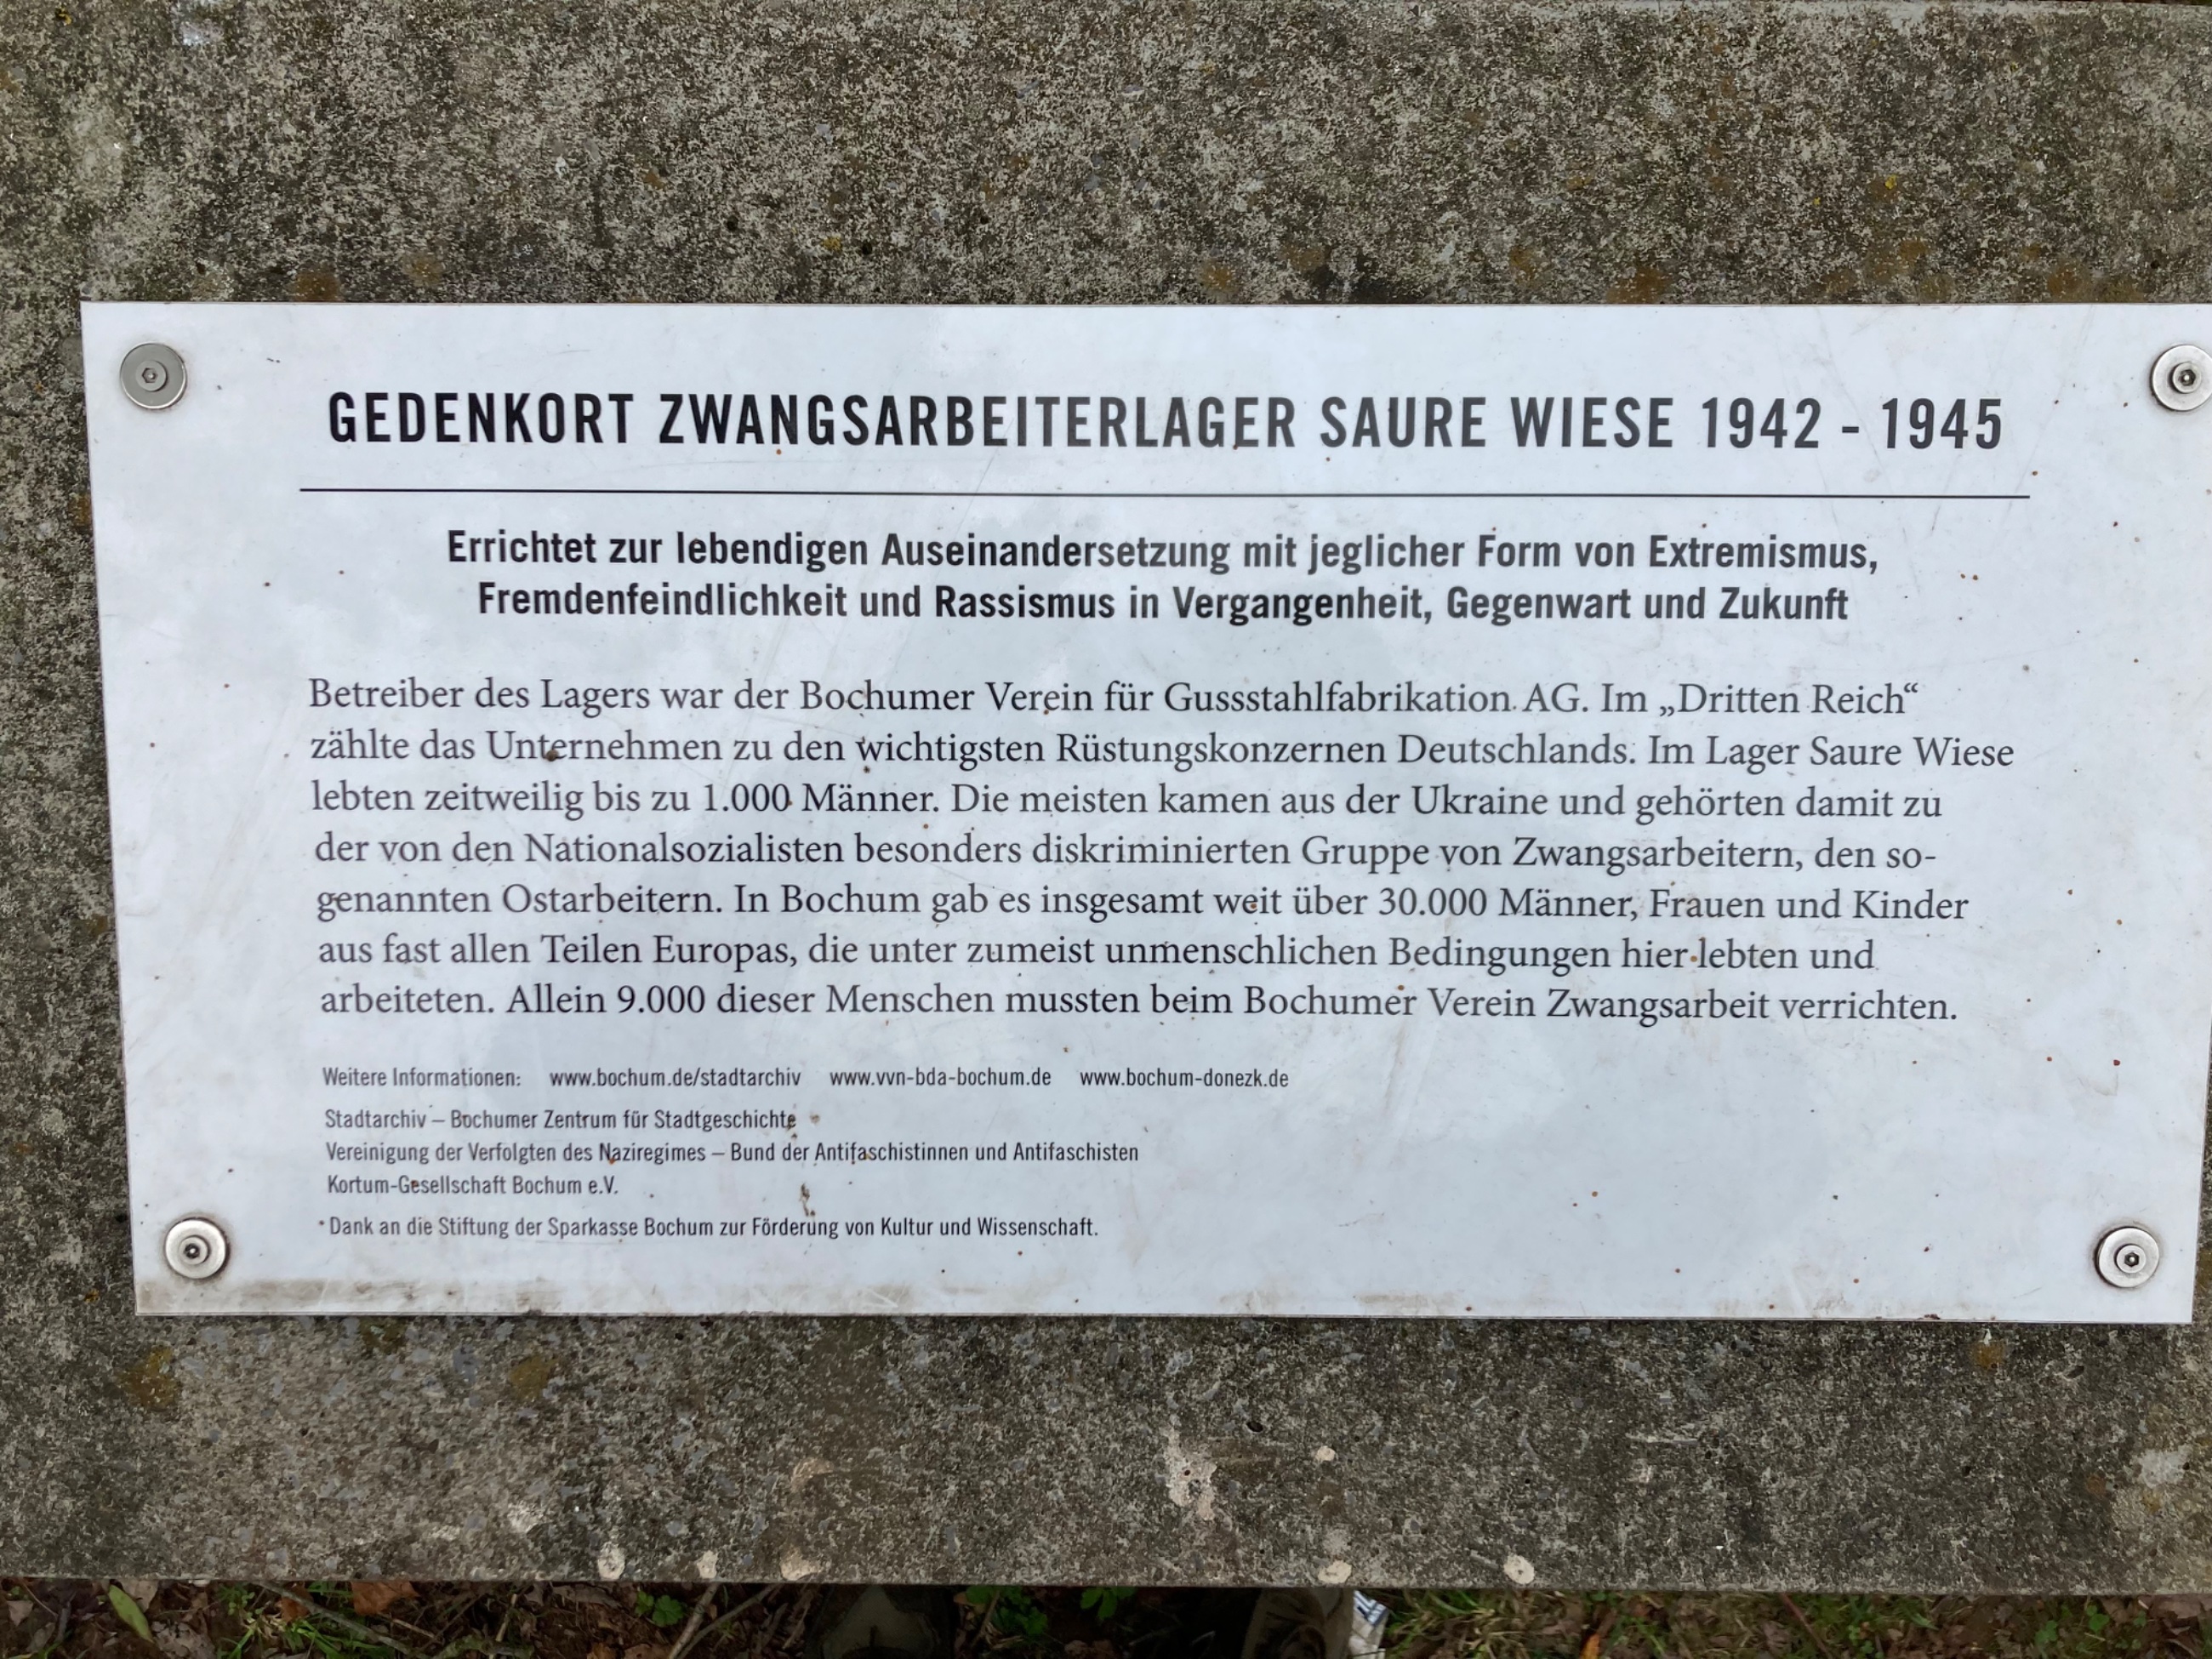 GEDENKORT ZWANGSARBEITERLAGER SAURE WIESE 1942 - 1945
Errichtet zur lebendigen Auseinandersetzung mit jeglicher Form von Extremismus,
Fremdenfeindlichkeit und Rassismus in Vergangenheit, Gegenwart und Zukunft
Betreiber des Lagers war der Bochumer Verein für Gussstahlfabrikation AG. Im „Dritten Reich“
zählte das Unternehmen zu den wichtigsten Rüstungskonzernen Deutschlands. Im Lager Saure Wiese
lebten zeitweilig bis zu 1.000 Männer. Die meisten kamen aus der Ukraine und gehörten damit zu
der von den Nationalsozialisten besonders diskriminierten Gruppe von Zwangsarbeitern, den so-
genannten Ostarbeitern. In Bochum gab es insgesamt weit über 30.000 Männer, Frauen und Kinder
aus fast allen Teilen Europas, die unter zumeist unmenschlichen Bedingungen hier lebten und
arbeiteten. Allein 9.000 dieser Menschen mussten beim Bochumer Verein Zwangsarbeit verrichten.
Weitere Informationen: www.bochum.de/stadtarchiv www.vvn-bda-bochum.de www.bochum-donezk.de
Stadtarchiv – Bochumer Zentrum für Stadtgeschichte
Vereinigung der Verfolgten des Naziregimes – Bund der Antifaschistinnen und Antifaschisten
Kortum-Gesellschaft Bochum e.V.
Dank an die Stiftung der Sparkasse Bochum zur Förderung von Kultur und Wissenschaft.